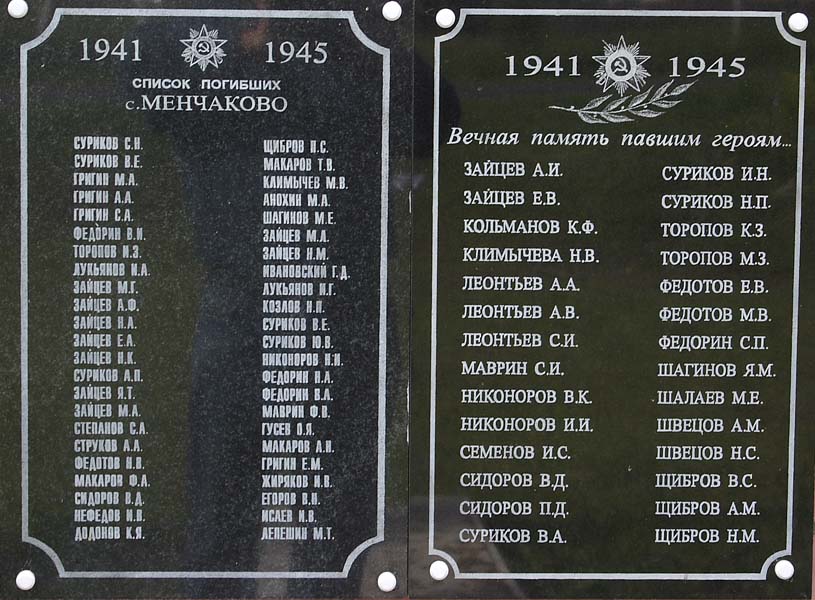 1941 1945
СПИСОК ПОГИБШИХ
с.МЕНЧАКОВО
СУРИКОВ С.Н.
СУРИКОВ В.Е.
ГРИГИН М.А.
ГРИГИН А.А.
ГРИГИН С.А.
ФЕДОРИН В.И.
ТОРОПОВ И.З.
ЛУКЬЯНОВ И.А.
ЗАЙЦЕВ М.Г.
ЗАЙЦЕВ А.Ф.
ЗАЙЦЕВ Н.А.
ЗАЙЦЕВ Е.А.
ЗАЙЦЕВ Н.К.
СУРИКОВ А.П.
ЗАЙЦЕВ Я.Т.
ЗАЙЦЕВ М.А.
СТЕПАНОВ С.А.
СТРУКОВ А.А.
ФЕДОТОВ Н.В.
МАКАРОВ Ф.А.
СИДОРОВ В.Д.
НЕФЕДОВ И.В.
ДОДОНОВ К.Я.
ЩИБРОВ П.С.
МАКАРОВ Т.В.
КЛИМЫЧЕВ М.В.
АНОХИН М.А.
ШАГИНОВ М.Е.
ЗАЙЦЕВ М.А.
ЗАЙЦЕВ Н.М.
ИВАНОВСКИЙ Г.Д.
ЛУКЬЯНОВ Н.Г.
КОЗЛОВ Н.П.
СУРИКОВ В.Е.
СУРИКОВ Ю.В.
НИКОНОРОВ Н.И.
ФЕДОРИН П.А.
ФЕДОРИН В.А.
МАВРИН Ф.В.
ГУСЕВ О.Я.
МАКАРОВ А.Н.
ГРИГИН Е.М.
ЖИРЯКОВ И.В.
ЕГОРОВ В.П.
ИСАЕВ И.В.
ЛЕПЕШИН М.Т.
1941 1945
Вечная память павшим героям...
ЗАЙЦЕВ А.И.
ЗАЙЦЕВ Е.В.
КОЛЬМАНОВ К.Ф.
КЛИМЫЧЕВА Н.В.
ЛЕОНТЬЕВ А.А.
ЛЕОНТЬЕВ А.В.
ЛЕОНТЬЕВ С.И.
МАВРИН С.И.
НИКОНОРОВ В.К.
НИКОНОРОВ И.И.
СЕМЕНОВ И.С.
СИДОРОВ В.Д.
СИДОРОВ П.Д.
СУРИКОВ В.А.
СУРИКОВ И.Н.
СУРИКОВ Н.П.
ТОРОПОВ К.З.
ТОРОПОВ М.З.
ФЕДОТОВ Е.В.
ФЕДОТОВ М.В.
ФЕДОРИН С.П.
ШАГИНОВ Я.М.
ШАЛАЕВ М.Е.
ШВЕЦОВ А.М.
ШВЕЦОВ Н.С.
ЩИБРОВ В.С.
ЩИБРОВ А.М.
ЩИБРОВ Н.М.